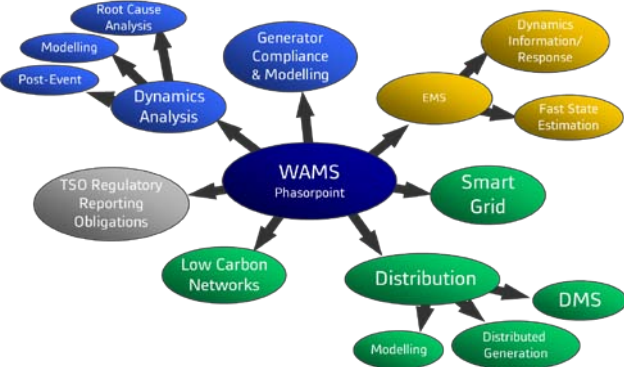 Root Cause
Analysis
Modelling
Post-Event
Dynamics
Analysis
Generator
Compliance
& Modelling
Dynamics
Information/
Response
EMS
Fast State
Estimation
WAMS
Phasorpoint
TSO Regulatory
Reporting
Obligations
Smart
Grid
Low Carbon
Networks
Distribution
DMS
Modelling
Distributed
Generation